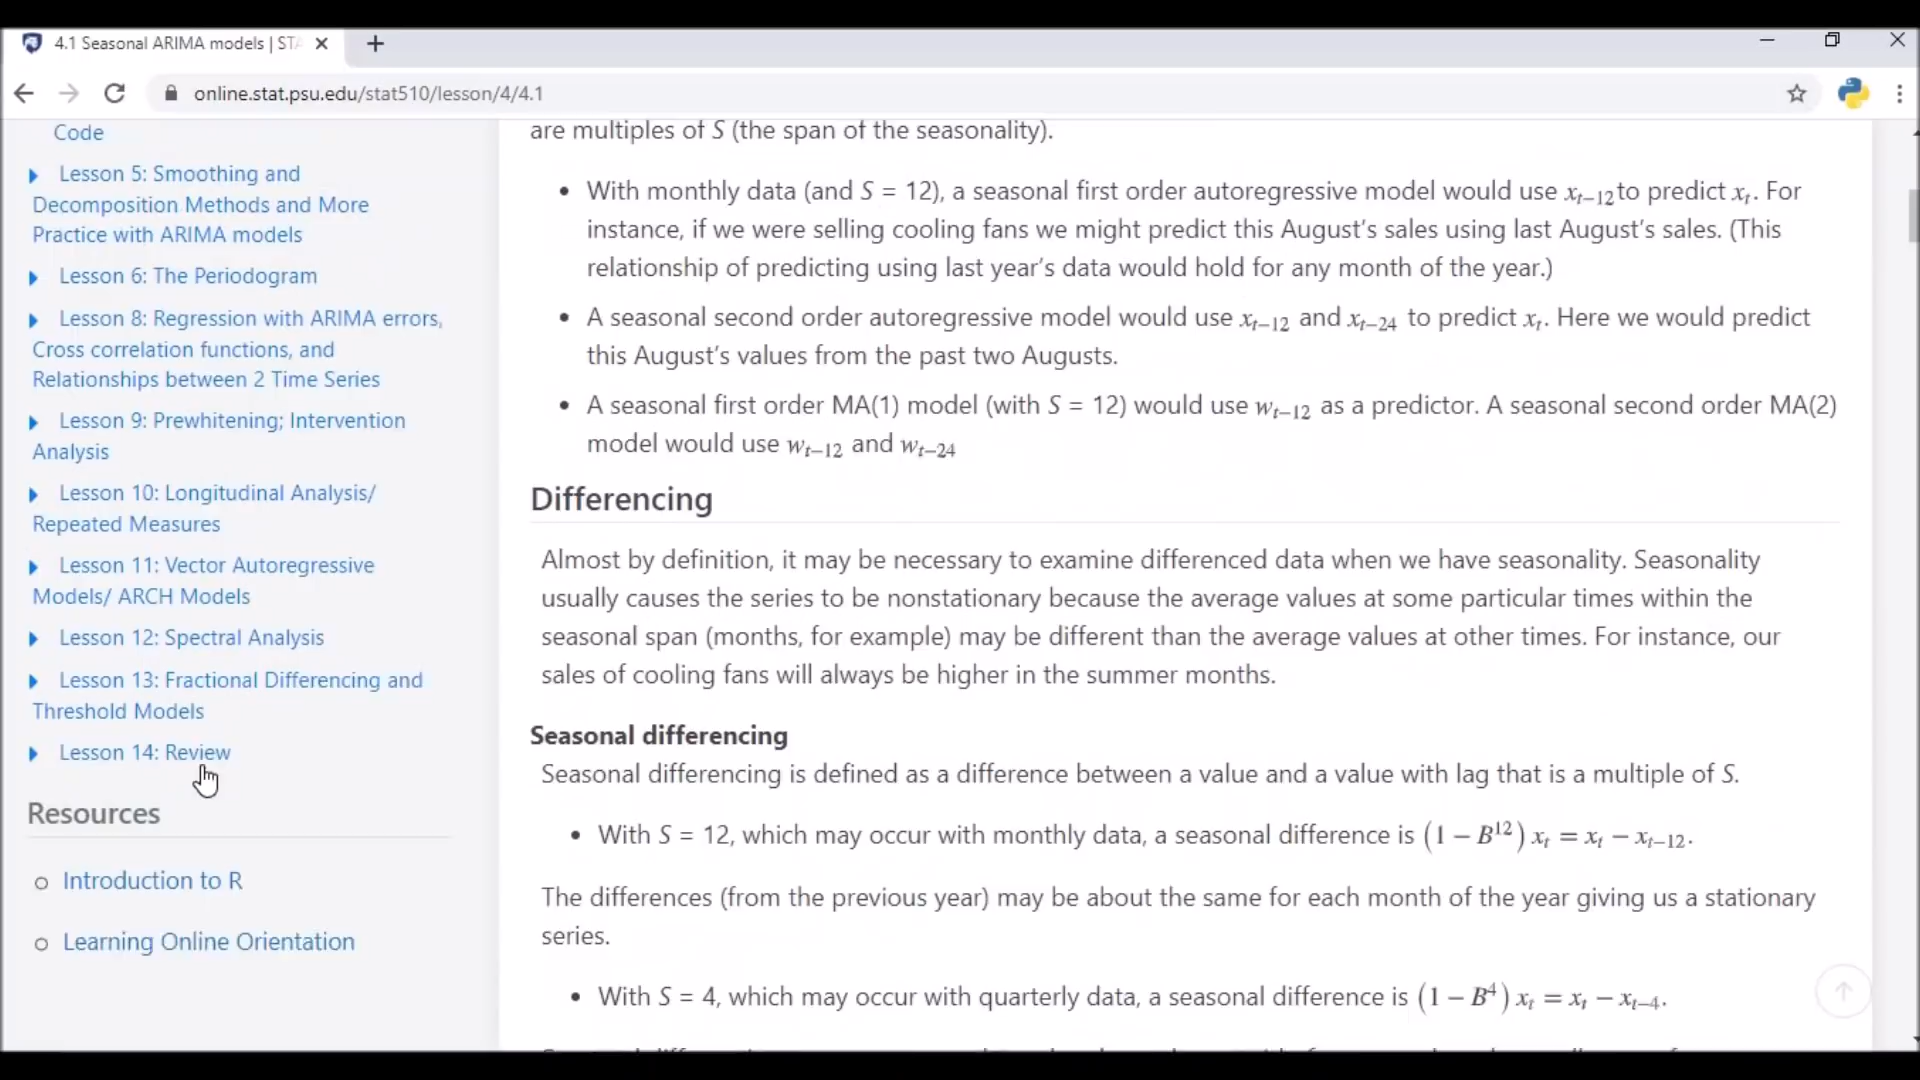 4.1 Seasonal ARIMA models | STA
online.stat.psu.edu/stat510/lesson/4/4.1
Code
Lesson 5: Smoothing and
Decomposition Methods and More
Practice with ARIMA models
Lesson 6: The Periodogram
Lesson 8: Regression with ARIMA errors,
Cross correlation functions, and
Relationships between 2 Time Series
Lesson 9: Prewhitening; Intervention
Analysis
Lesson 10: Longitudinal Analysis/
Repeated Measures
Lesson 11: Vector Autoregressive
Models/ ARCH Models
Lesson 12: Spectral Analysis
Lesson 13: Fractional Differencing and
Threshold Models
Lesson 14: Review
Resources
Introduction to R
Learning Online Orientation
are multiples of S (the span of the seasonality).
• With monthly data (and S = 12), a seasonal first order autoregressive model would use xₜ₋₁₂ to predict xₜ. For
instance, if we were selling cooling fans we might predict this August's sales using last August's sales. (This
relationship of predicting using last year's data would hold for any month of the year.)
• A seasonal second order autoregressive model would use xₜ₋₁₂ and xₜ₋₂₄ to predict xₜ. Here we would predict
this August's values from the past two Augusts.
• A seasonal first order MA(1) model (with S = 12) would use wₜ₋₁₂ as a predictor. A seasonal second order MA(2)
model would use wₜ₋₁₂ and wₜ₋₂₄
Differencing
Almost by definition, it may be necessary to examine differenced data when we have seasonality. Seasonality
usually causes the series to be nonstationary because the average values at some particular times within the
seasonal span (months, for example) may be different than the average values at other times. For instance, our
sales of cooling fans will always be higher in the summer months.
Seasonal differencing
Seasonal differencing is defined as a difference between a value and a value with lag that is a multiple of S.
• With S = 12, which may occur with monthly data, a seasonal difference is (1 − B¹²) xₜ = xₜ − xₜ₋₁₂.
The differences (from the previous year) may be about the same for each month of the year giving us a stationary
series.
• With S = 4, which may occur with quarterly data, a seasonal difference is (1 − B⁴) xₜ = xₜ − xₜ₋₄.